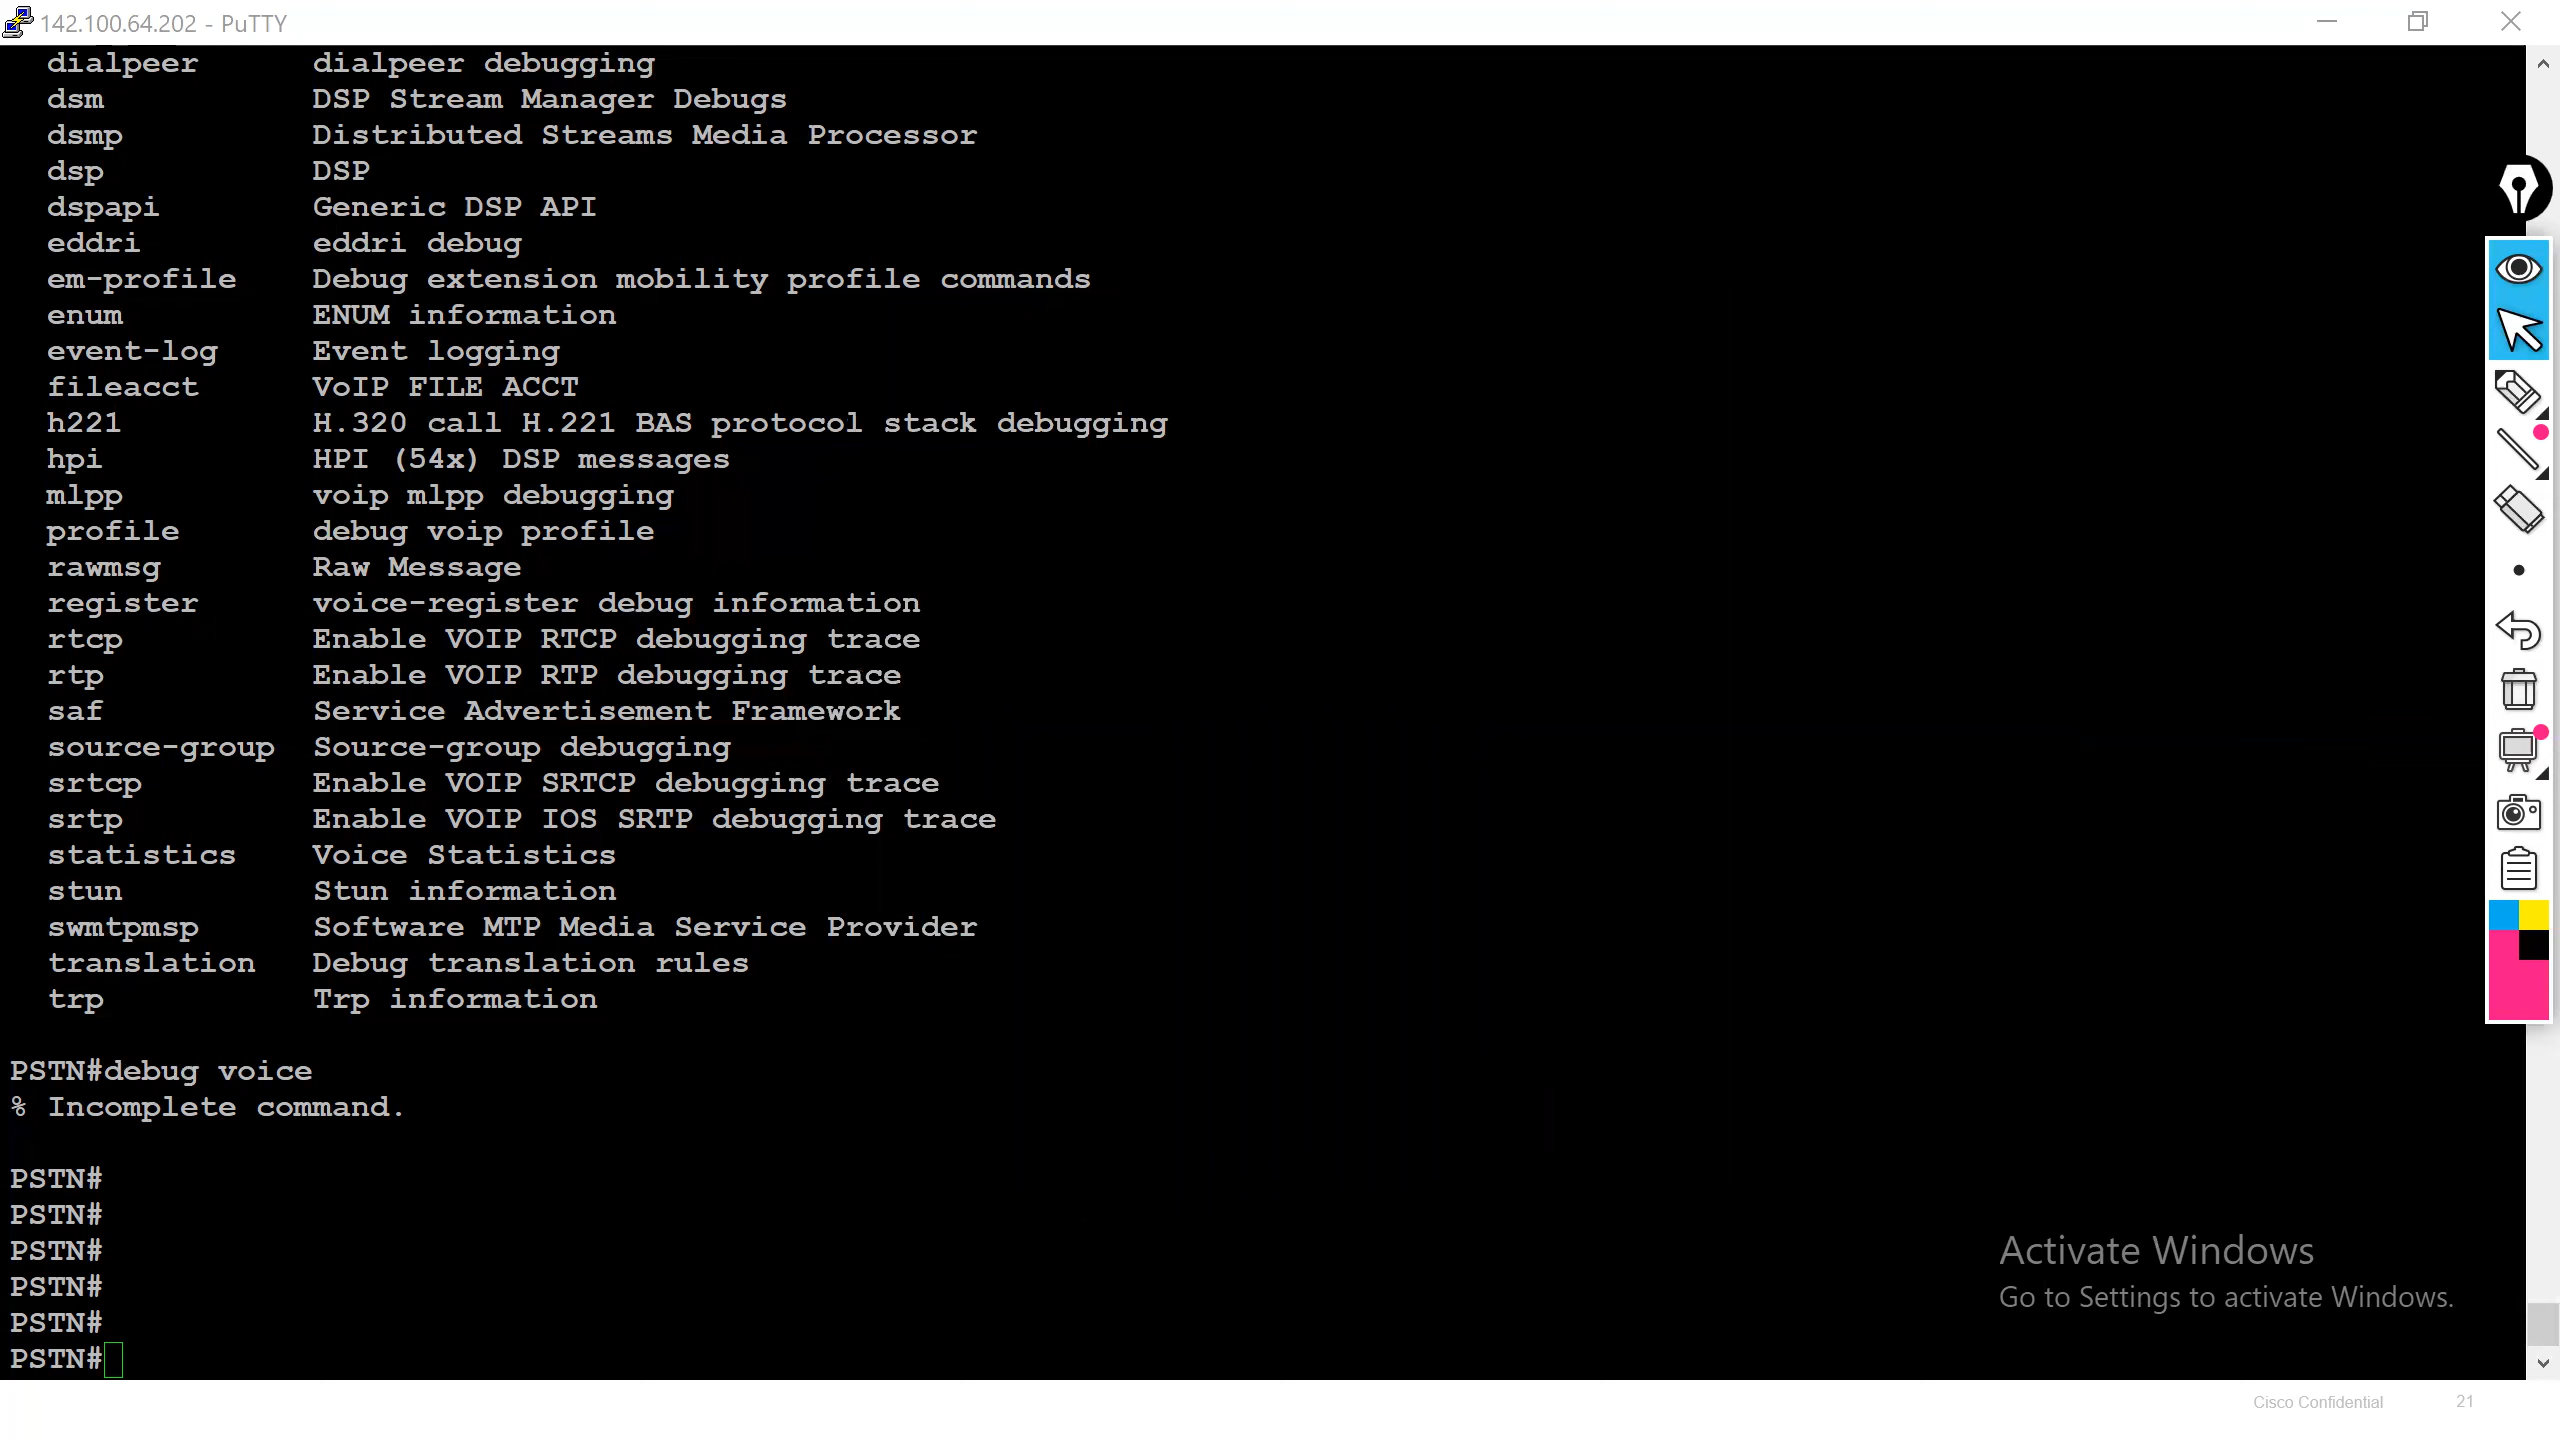 142.100.64.202 - PuTTY
dialpeer dialpeer debugging
dsm DSP Stream Manager Debugs
dsmp Distributed Streams Media Processor
dsp DSP
dspapi Generic DSP API
eddri eddri debug
em-profile Debug extension mobility profile commands
enum ENUM information
event-log Event logging
fileacct VoIP FILE ACCT
h221 H.320 call H.221 BAS protocol stack debugging
hpi HPI (54x) DSP messages
mlpp voip mlpp debugging
profile debug voip profile
rawmsg Raw Message
register voice-register debug information
rtcp Enable VOIP RTCP debugging trace
rtp Enable VOIP RTP debugging trace
saf Service Advertisement Framework
source-group Source-group debugging
srtcp Enable VOIP SRTCP debugging trace
srtp Enable VOIP IOS SRTP debugging trace
statistics Voice Statistics
stun Stun information
swmtpmsp Software MTP Media Service Provider
translation Debug translation rules
trp Trp information
PSTN#debug voice
% Incomplete command.
PSTN#
PSTN#
PSTN#
PSTN#
PSTN#
PSTN#
Activate Windows
Go to Settings to activate Windows.
Cisco Confidential 21